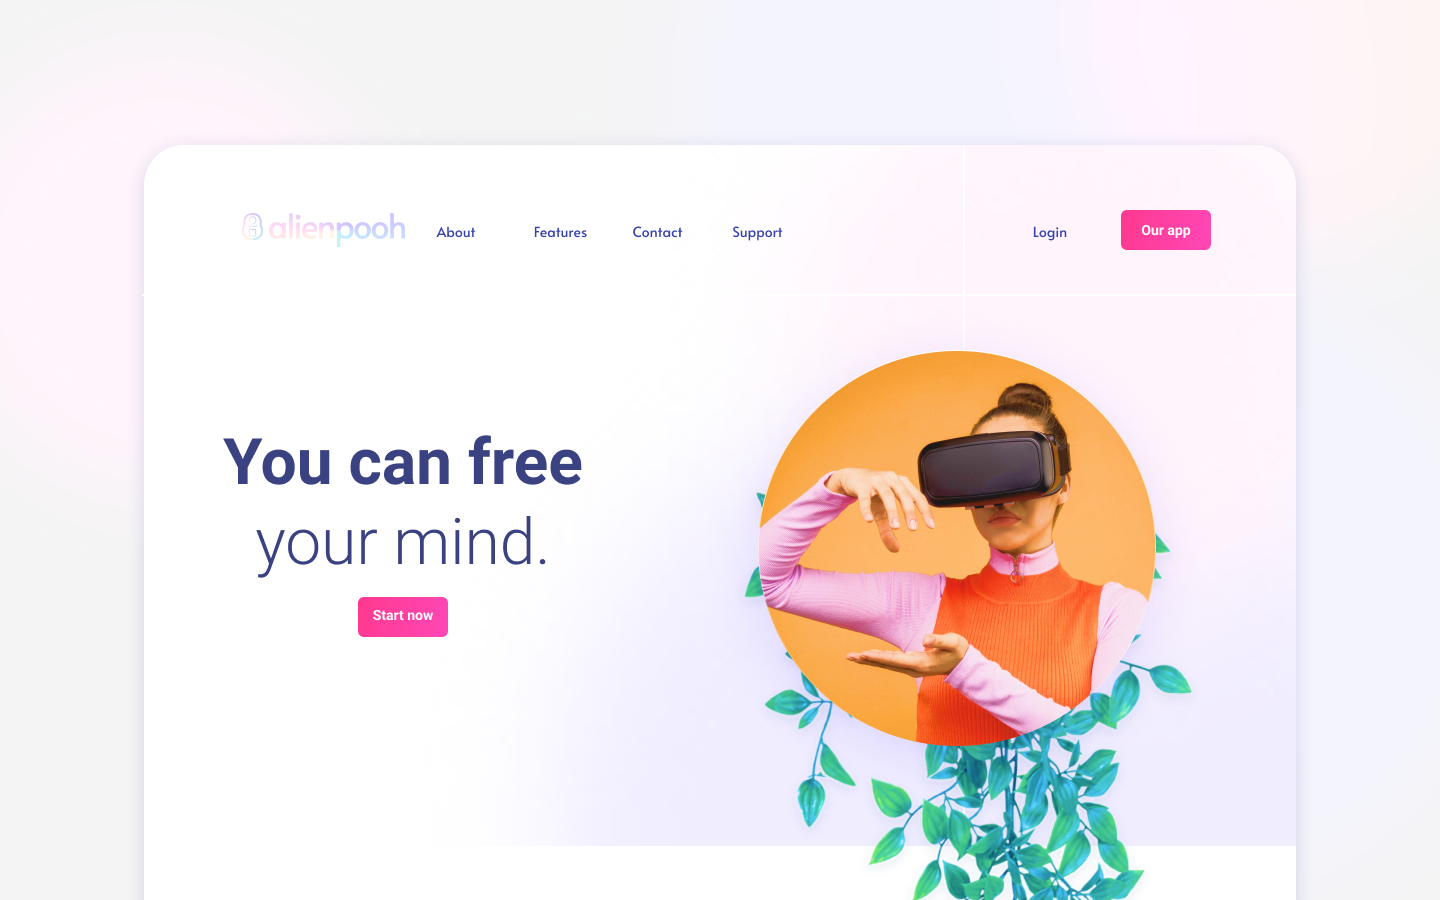 alienpooh
About
Features
Contact
Support
Login
Our app
You can free
your mind.
Start now